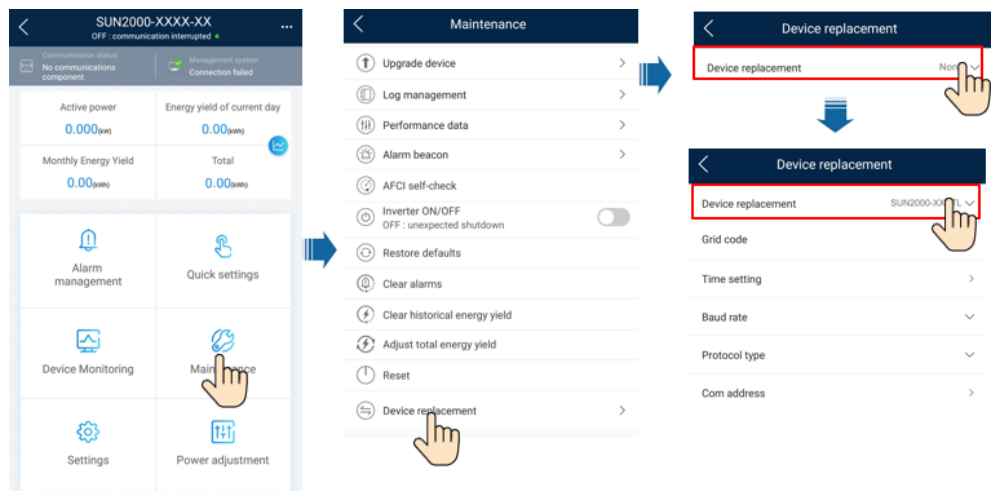 SUN2000-XXXX-XX
OFF : communication interrupted
Communication status
No communications
component
Management system
Connection failed
Active power
0.000(kW)
Energy yield of current day
0.00(kWh)
Monthly Energy Yield
0.00(kWh)
Total
0.00(kWh)
Alarm
management
Quick settings
Device Monitoring
Settings
Power adjustment
Maintenance
Upgrade device
Log management
Performance data
Alarm beacon
AFCI self-check
Inverter ON/OFF
OFF : unexpected shutdown
Restore defaults
Clear alarms
Clear historical energy yield
Adjust total energy yield
Reset
Device replacement
Device replacement
Device replacement
Device replacement
Device replacement
Grid code
Time setting
Baud rate
Protocol type
Com address